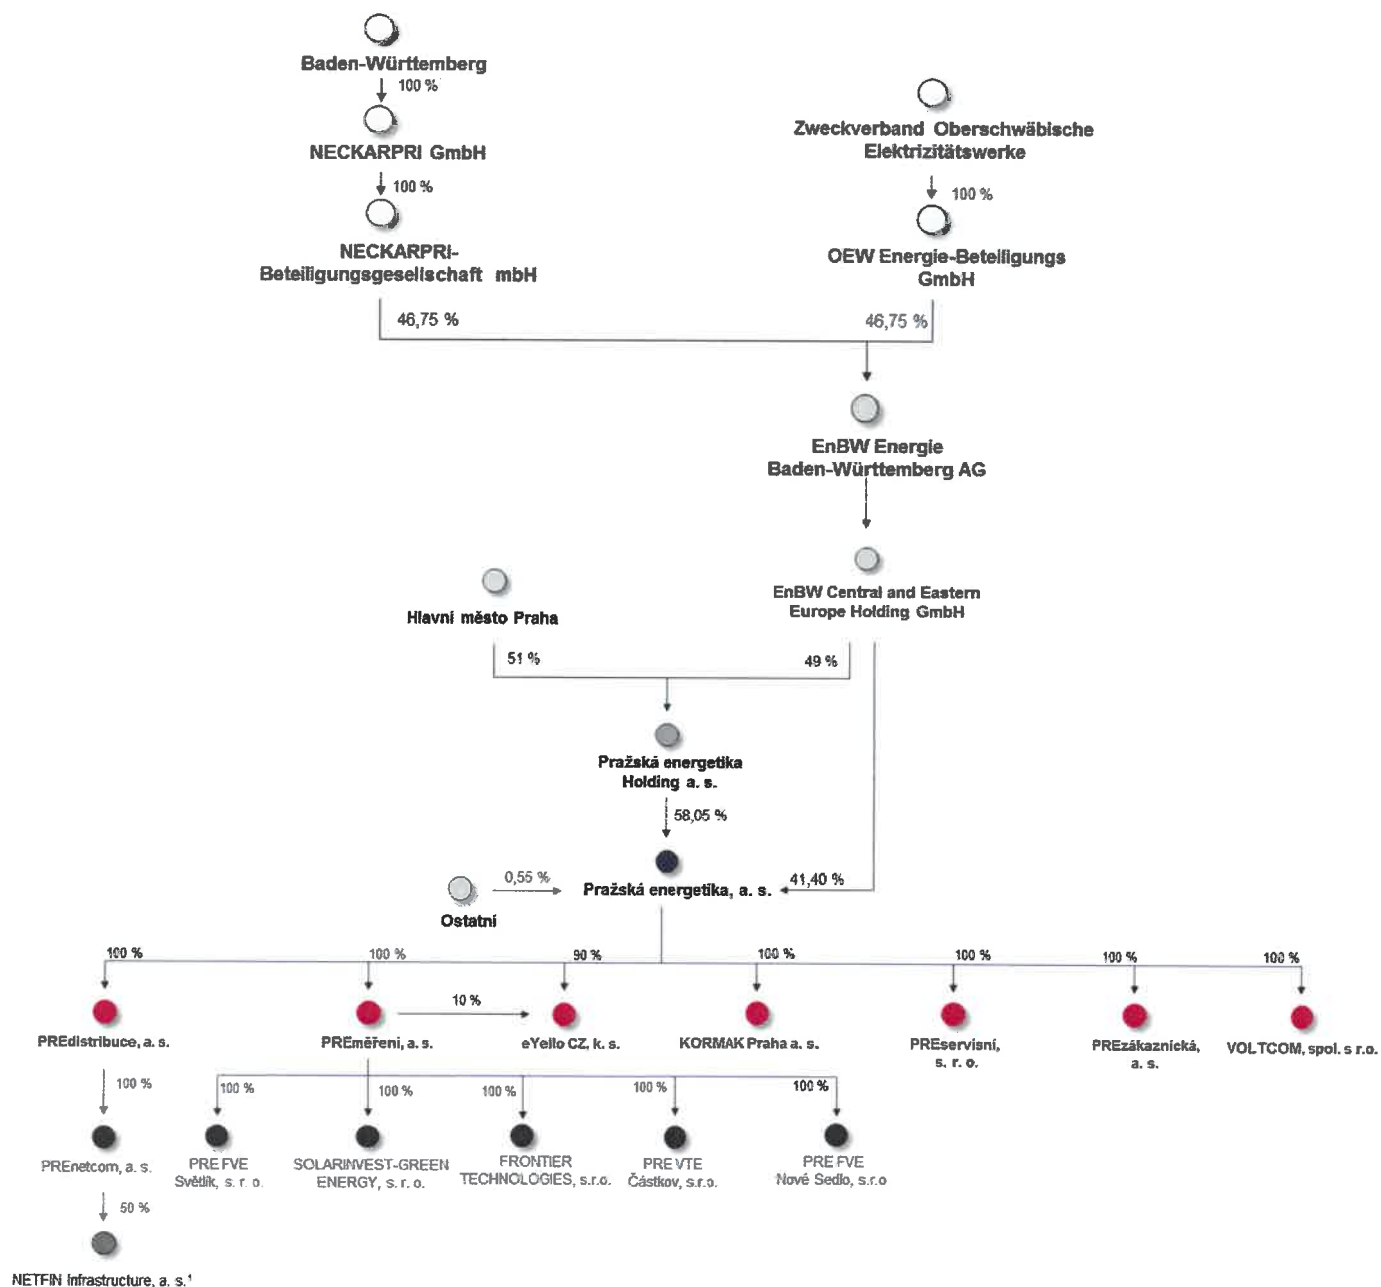 Baden-Württemberg
100 %
NECKARPRI GmbH
100 %
NECKARPRI-
Beteiligungsgesellschaft mbH
46,75 %
Zweckverband Oberschwäbische
Elektrizitätswerke
100 %
OEW Energie-Beteiligungs
GmbH
46,75 %
EnBW Energie
Baden-Württemberg AG
EnBW Central and Eastern
Europe Holding GmbH
Hlavní město Praha
51 %
49 %
Pražská energetika
Holding a. s.
58,05 %
Ostatní
0,55 %
Pražská energetika, a. s.
41,40 %
100 %
100 %
90 %
100 %
100 %
100 %
100 %
PREdistribuce, a. s.
PREměření, a. s.
10 %
eYello CZ, k. s.
KORMAK Praha a. s.
PREservisní,
s. r. o.
PREzákaznická,
a. s.
VOLTCOM, spol. s r.o.
100 %
100 %
100 %
100 %
100 %
100 %
PREnetcom, a. s.
PRE FVE
Světlík, s. r. o.
SOLARINVEST-GREEN
ENERGY, s. r. o.
FRONTIER
TECHNOLOGIES, s.r.o.
PRE VTE
Částkov, s.r.o.
PRE FVE
Nové Sedlo, s.r.o
50 %
NETFIN Infrastructure, a. s.¹